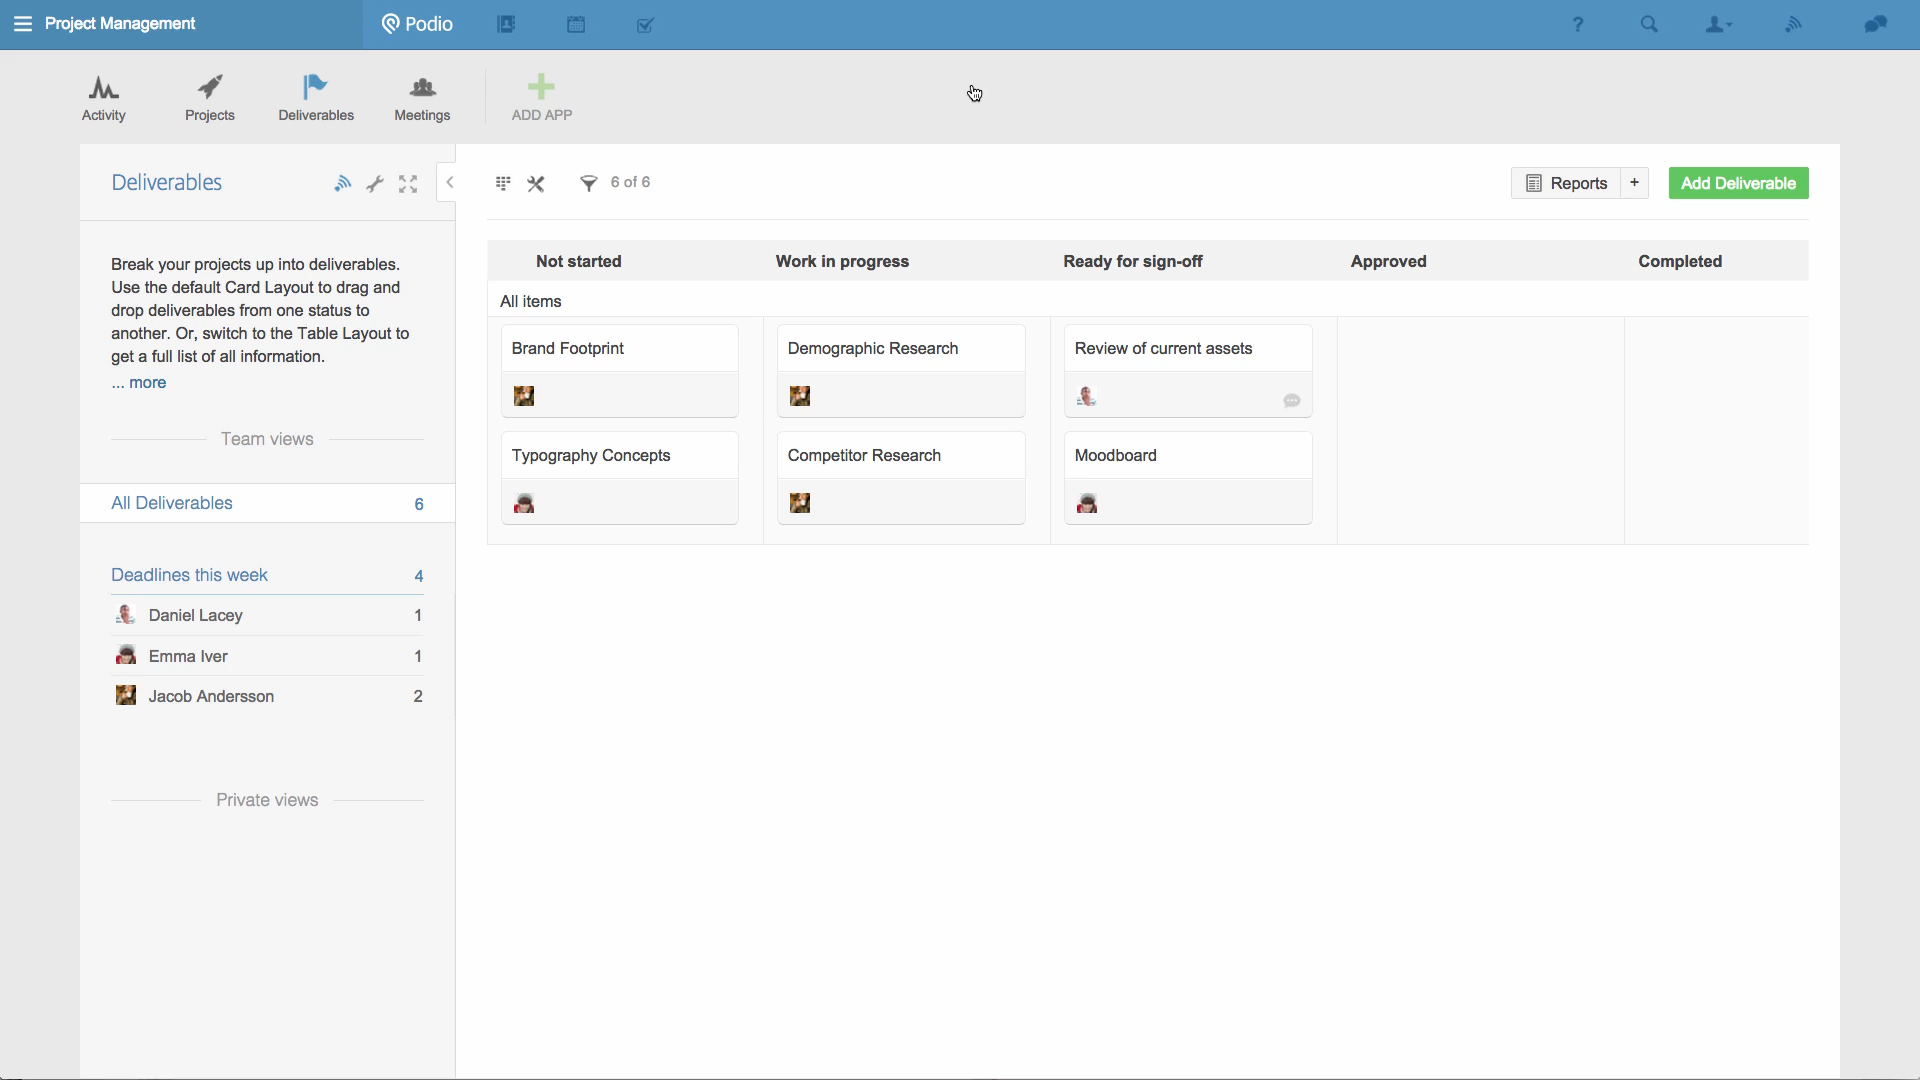 Project Management
Podio
?
Activity
Projects
Deliverables
Meetings
ADD APP
Deliverables
6 of 6
Reports
+
Add Deliverable
Break your projects up into deliverables.
Use the default Card Layout to drag and
drop deliverables from one status to
another. Or, switch to the Table Layout to
get a full list of all information.
... more
Team views
All Deliverables 6
Deadlines this week 4
Daniel Lacey 1
Emma Iver 1
Jacob Andersson 2
Private views
Not started
Work in progress
Ready for sign-off
Approved
Completed
All items
Brand Footprint
Demographic Research
Review of current assets
Typography Concepts
Competitor Research
Moodboard